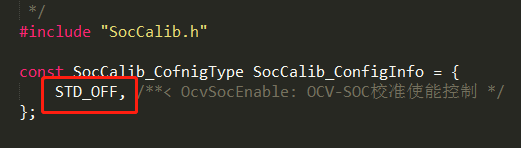 */
#include "SocCalib.h"
const SocCalib_CofnigType SocCalib_ConfigInfo = {
STD_OFF, /**< OcvSocEnable: OCV-SOC校准使能控制 */
};